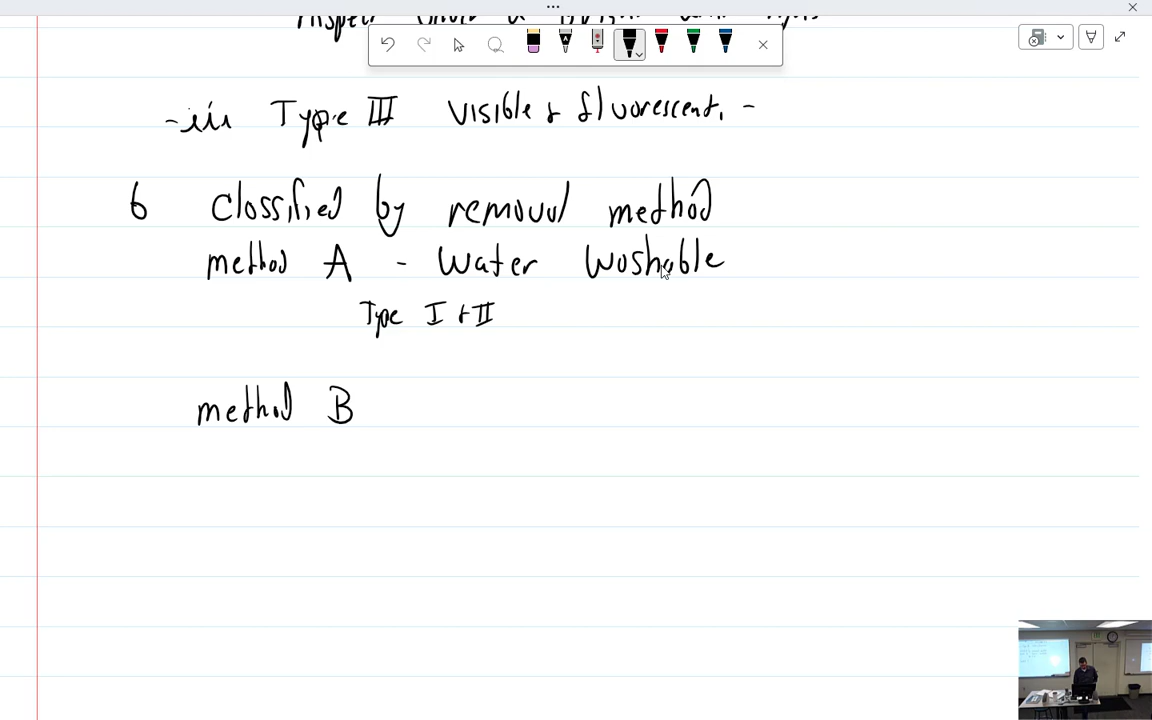 -iii Type III visible + fluorescent, -
6 classified by removal method
method A - Water Washable
Type I + II
method B